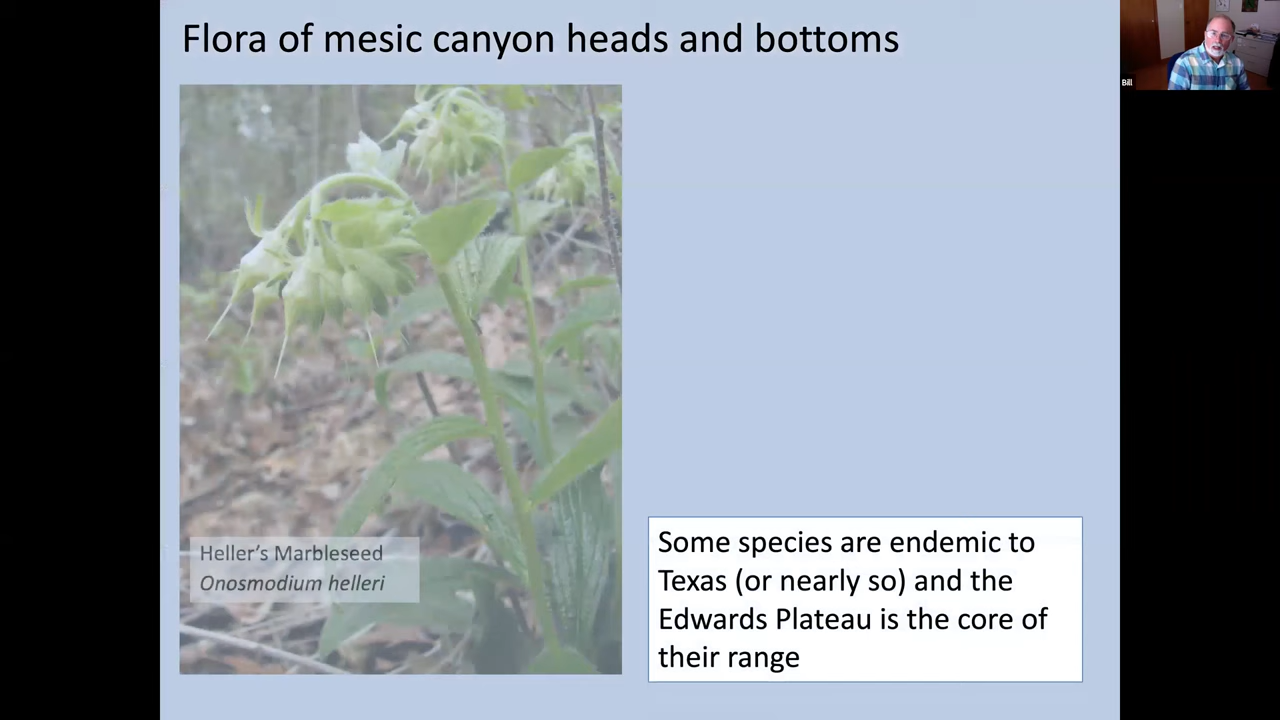 Flora of mesic canyon heads and bottoms
Bill
Heller's Marbleseed
Onosmodium helleri
Some species are endemic to
Texas (or nearly so) and the
Edwards Plateau is the core of
their range